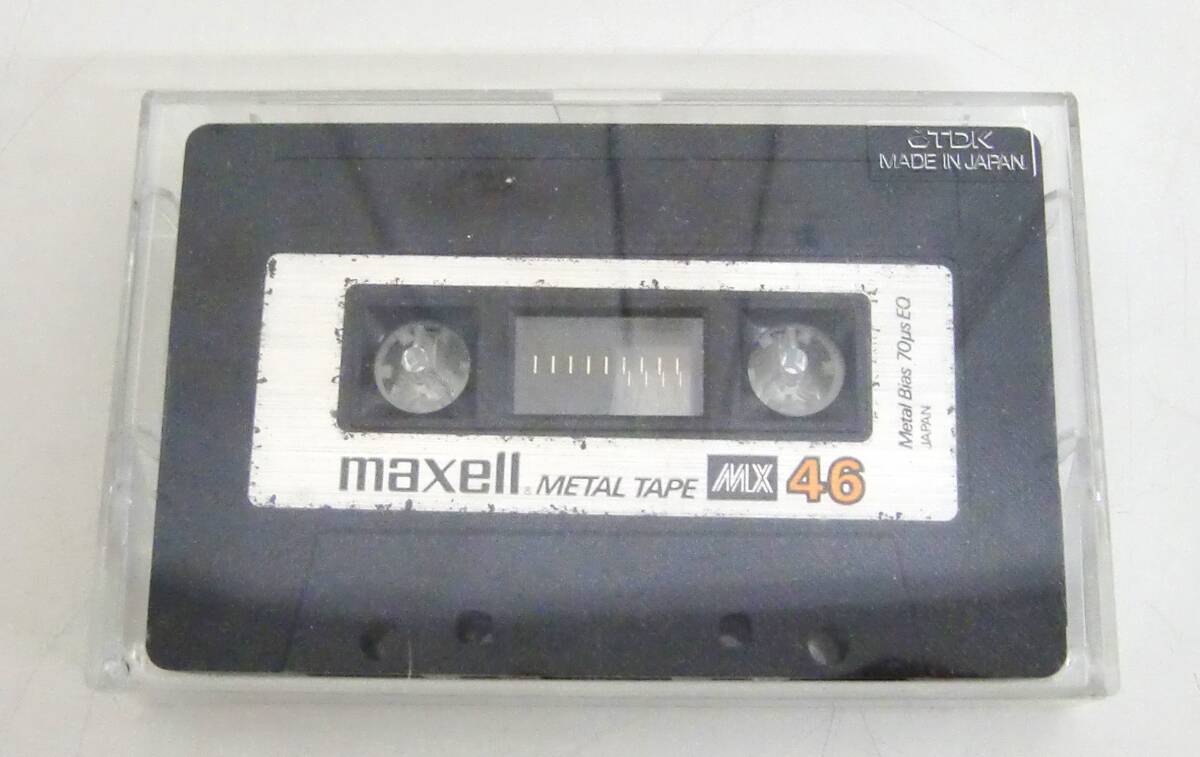 TDK
MADE IN JAPAN
Metal Bias 70µs EQ
JAPAN
maxell® METAL TAPE MX 46